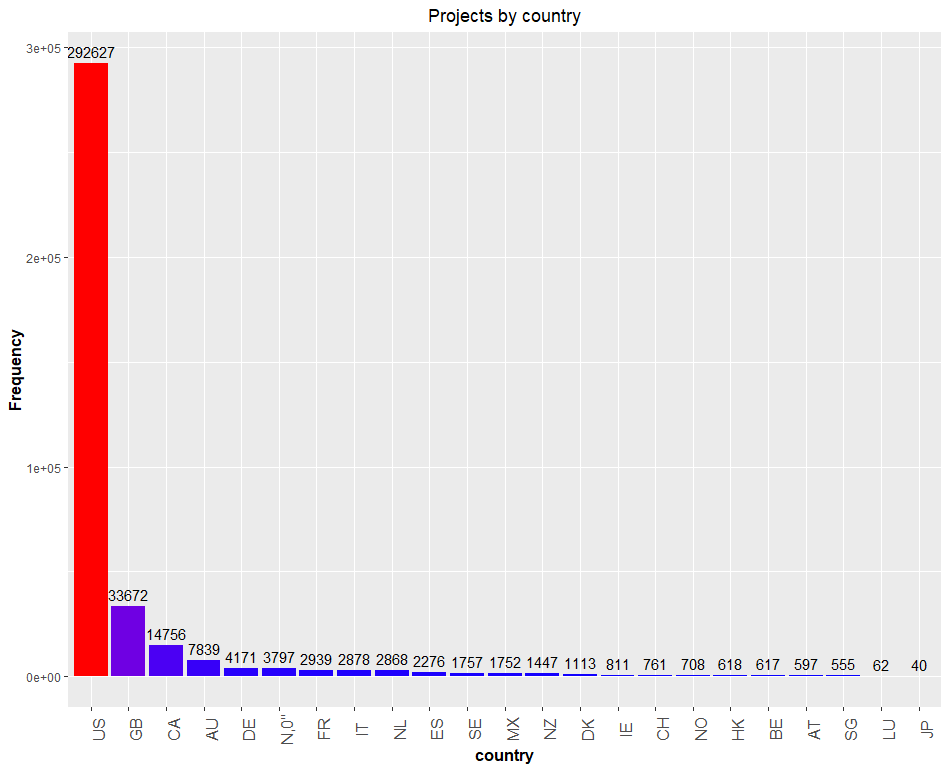 Projects by country
Frequency
3e+05
2e+05
1e+05
0e+00
292627
33672
14756
7839
4171
3797
2939
2878
2868
2276
1757
1752
1447
1113
811
761
708
618
617
597
555
62
40
US
GB
CA
AU
DE
N,0"
FR
IT
NL
ES
SE
MX
NZ
DK
IE
CH
NO
HK
BE
AT
SG
LU
JP
country